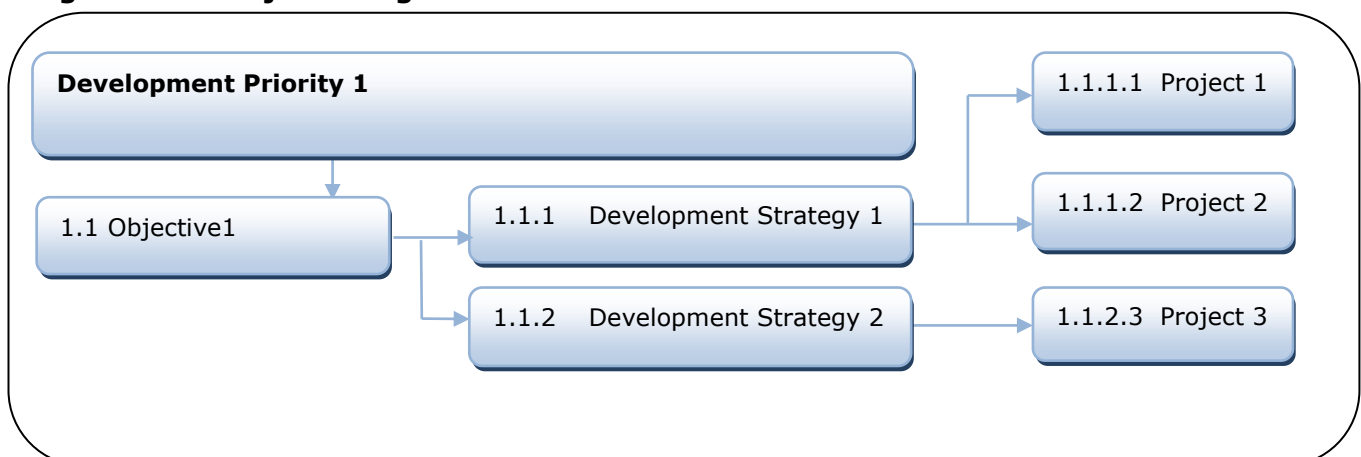 Development Priority 1
1.1.1.1 Project 1
1.1 Objective1
1.1.1 Development Strategy 1
1.1.1.2 Project 2
1.1.2 Development Strategy 2
1.1.2.3 Project 3